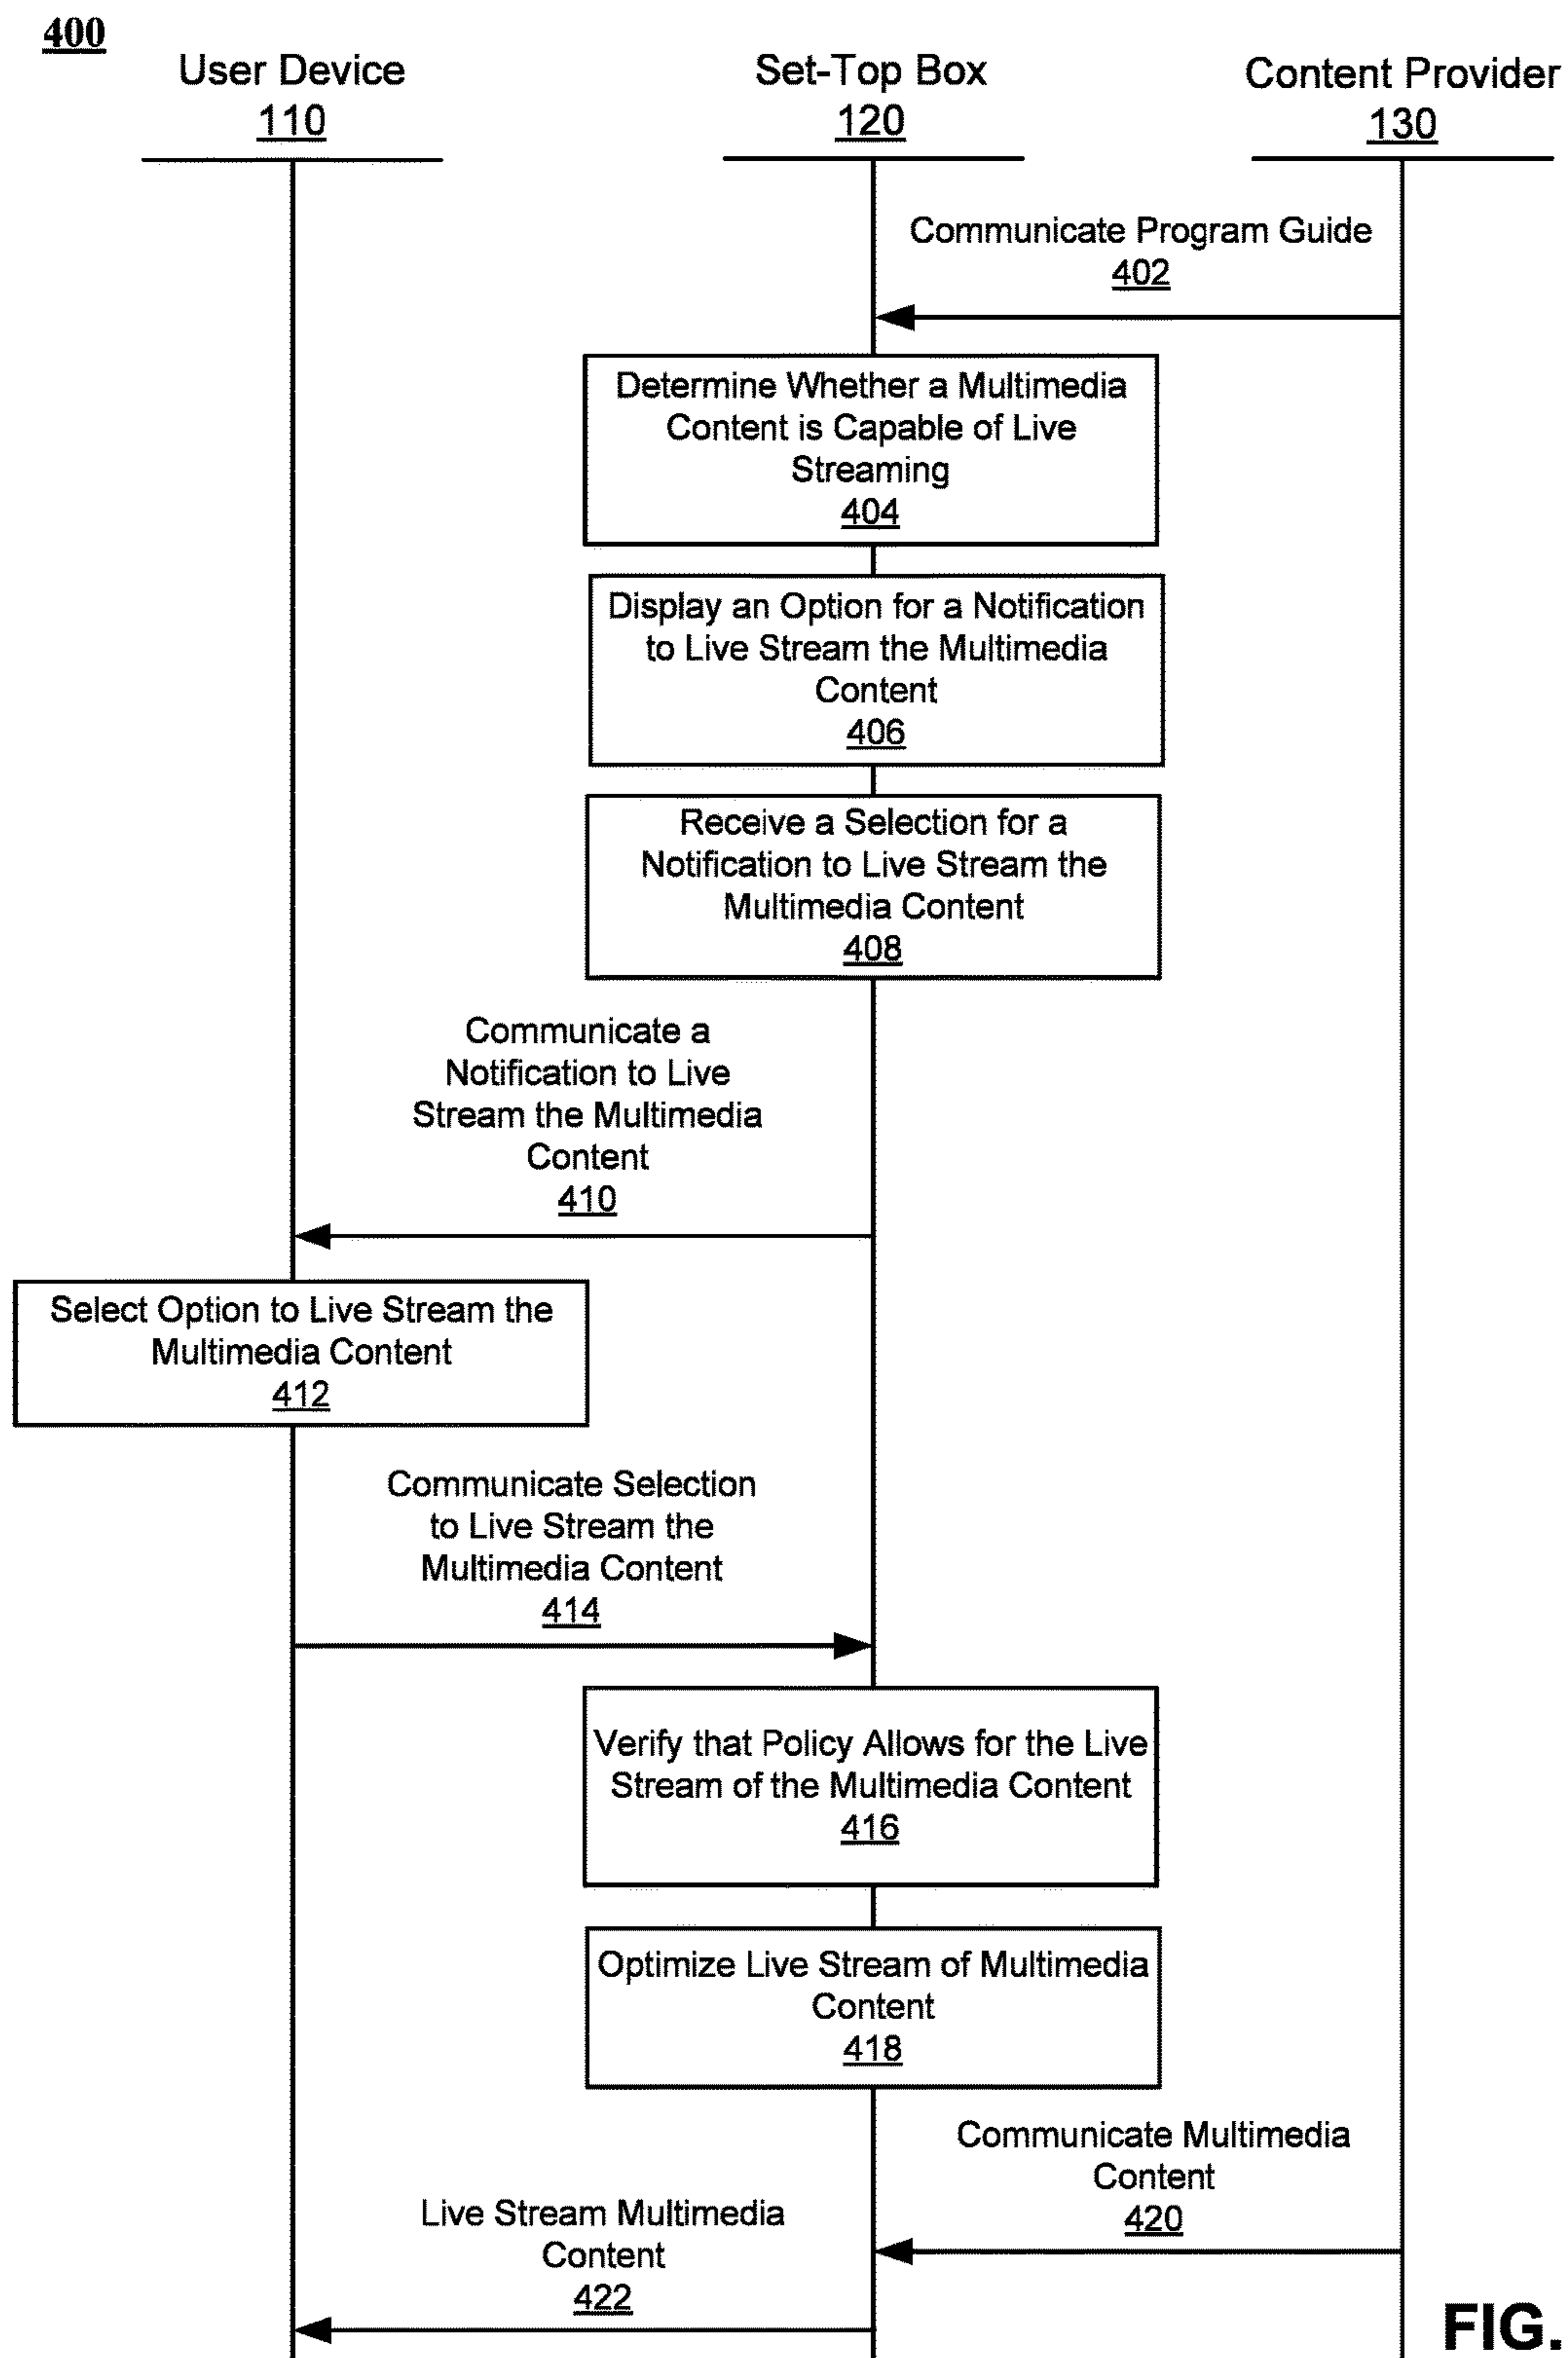 400
User Device
110
Set-Top Box
120
Content Provider
130
Communicate Program Guide
402
Determine Whether a Multimedia
Content is Capable of Live
Streaming
404
Display an Option for a Notification
to Live Stream the Multimedia
Content
406
Receive a Selection for a
Notification to Live Stream the
Multimedia Content
408
Communicate a
Notification to Live
Stream the Multimedia
Content
410
Select Option to Live Stream the
Multimedia Content
412
Communicate Selection
to Live Stream the
Multimedia Content
414
Verify that Policy Allows for the Live
Stream of the Multimedia Content
416
Optimize Live Stream of Multimedia
Content
418
Communicate Multimedia
Content
420
Live Stream Multimedia
Content
422
FIG.